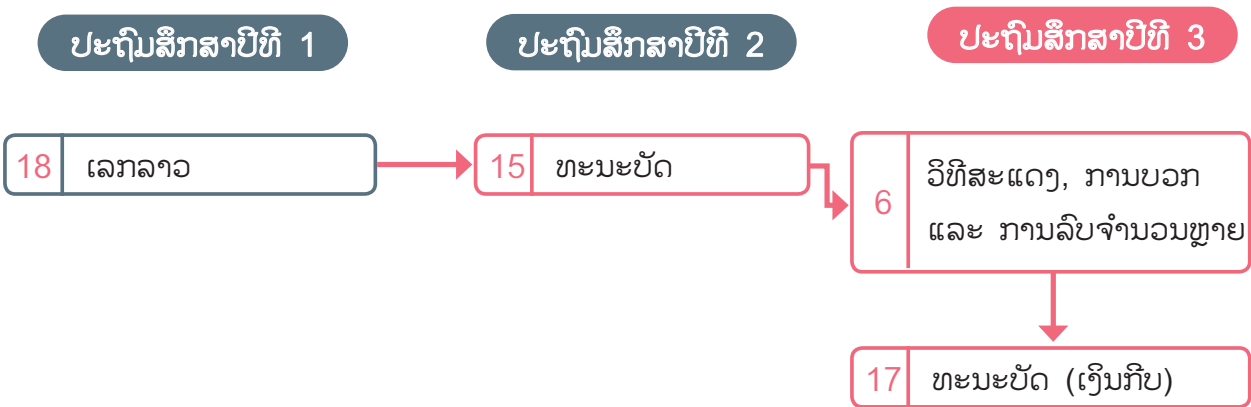 ປະຖົມສຶກສາປີທີ 1
ປະຖົມສຶກສາປີທີ 2
ປະຖົມສຶກສາປີທີ 3
18 ເລກລາວ
15 ທະນະບັດ
6 ວິທີສະແດງ, ການບວກ
ແລະ ການລົບຈຳນວນຫຼາຍ
17 ທະນະບັດ (ເງິນກີບ)